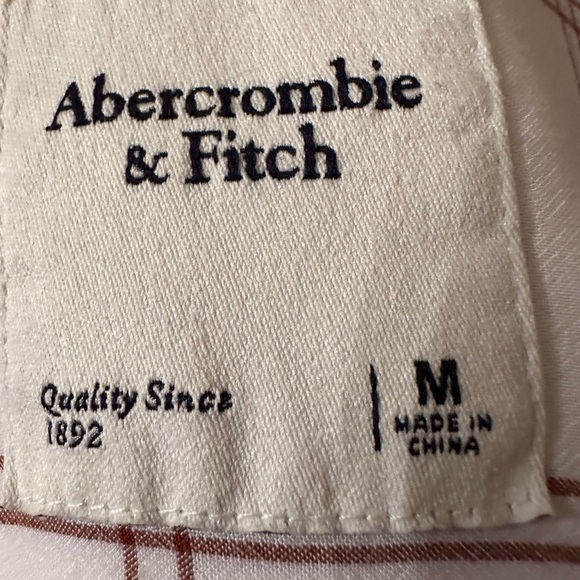 Abercrombie
& Fitch
Quality Since
1892
M
MADE IN
CHINA